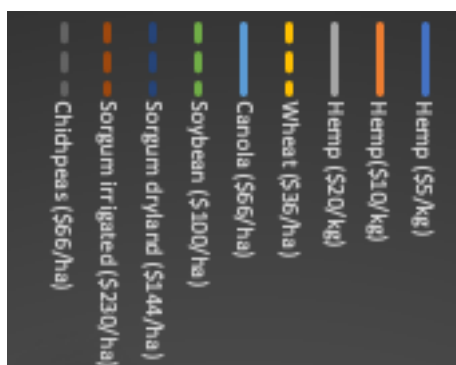 Hemp ($5/kg)
Hemp($10/kg)
Hemp ($20/kg)
Wheat ($36/ha)
Canola ($66/ha)
Soybean ($100/ha)
Sorgum dryland ($144/ha)
Sorgum irrigated ($230/ha)
Chichpeas ($66/ha)